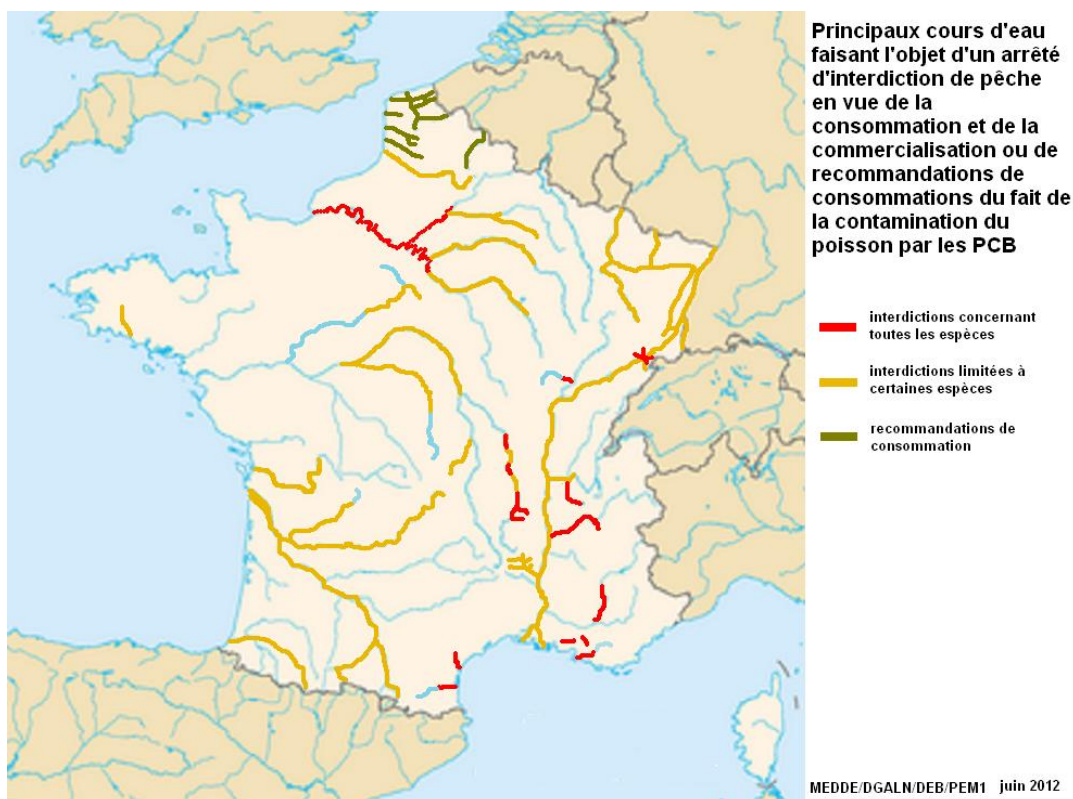 Principaux cours d'eau
faisant l'objet d'un arrêté
d'interdiction de pêche
en vue de la
consommation et de la
commercialisation ou de
recommandations de
consommations du fait de
la contamination du
poisson par les PCB
interdictions concernant
toutes les espèces
interdictions limitées à
certaines espèces
recommandations de
consommation
MEDDE/DGALN/DEB/PEM1 juin 2012